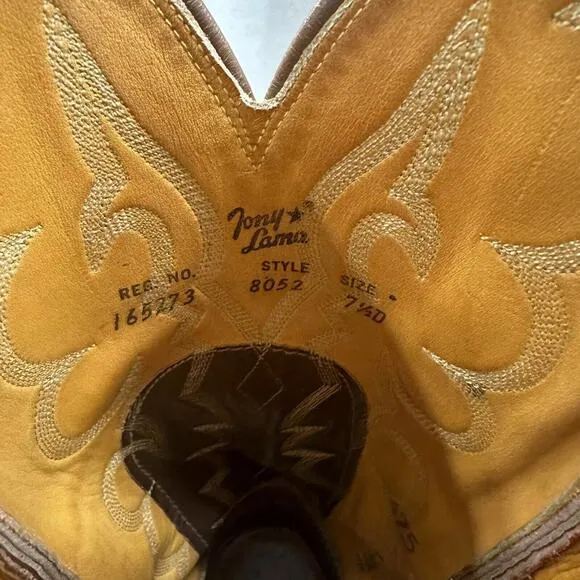 Tony ★ Lama®
REG. NO. STYLE SIZE
165273 8052 7½D